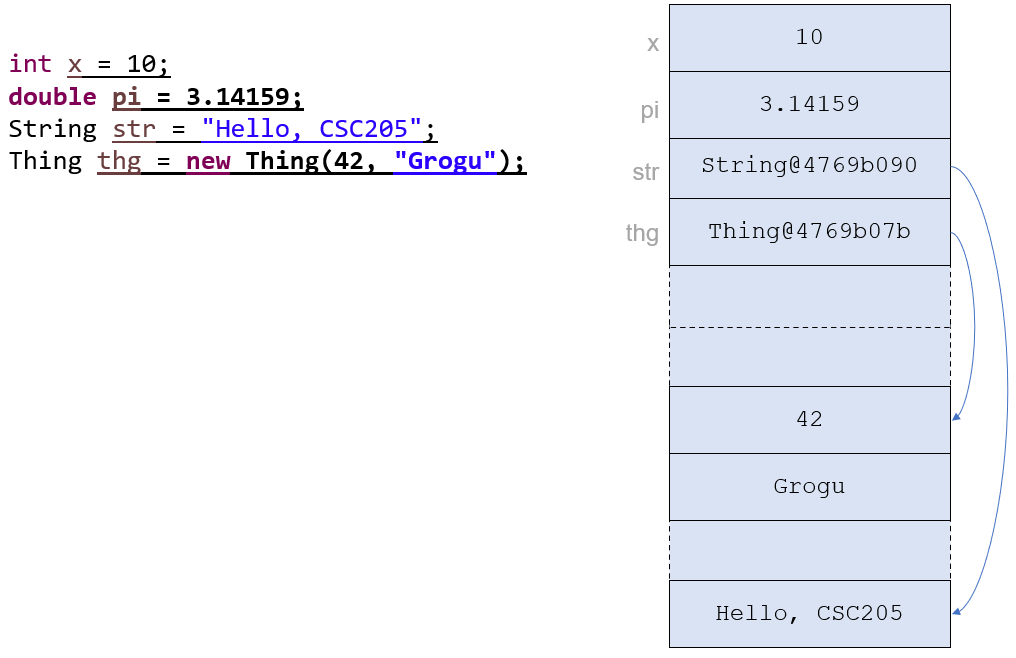 int x = 10;
double pi = 3.14159;
String str = "Hello, CSC205";
Thing thg = new Thing(42, "Grogu");
x 10
pi 3.14159
str String@4769b090
thg Thing@4769b07b
42
Grogu
Hello, CSC205